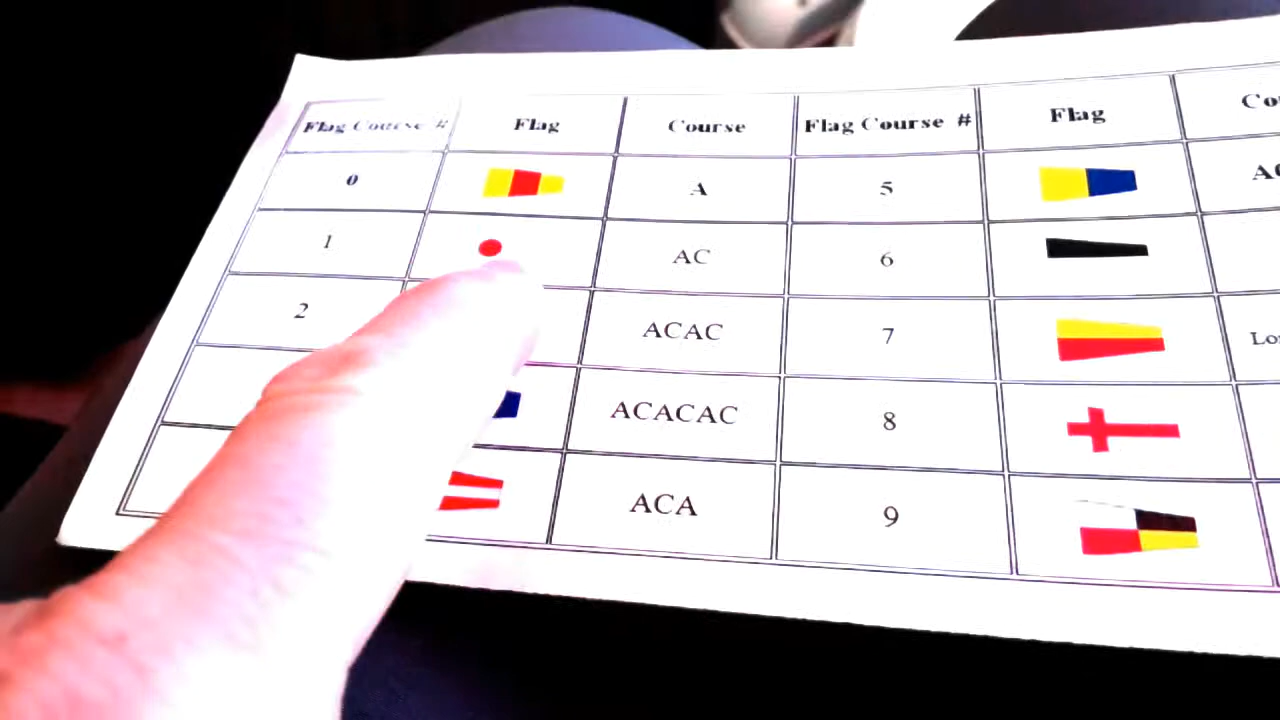 Flag Course # Flag Course Flag Course # Flag
0 A 5
1 AC 6
2 ACAC 7
ACACAC 8
ACA 9